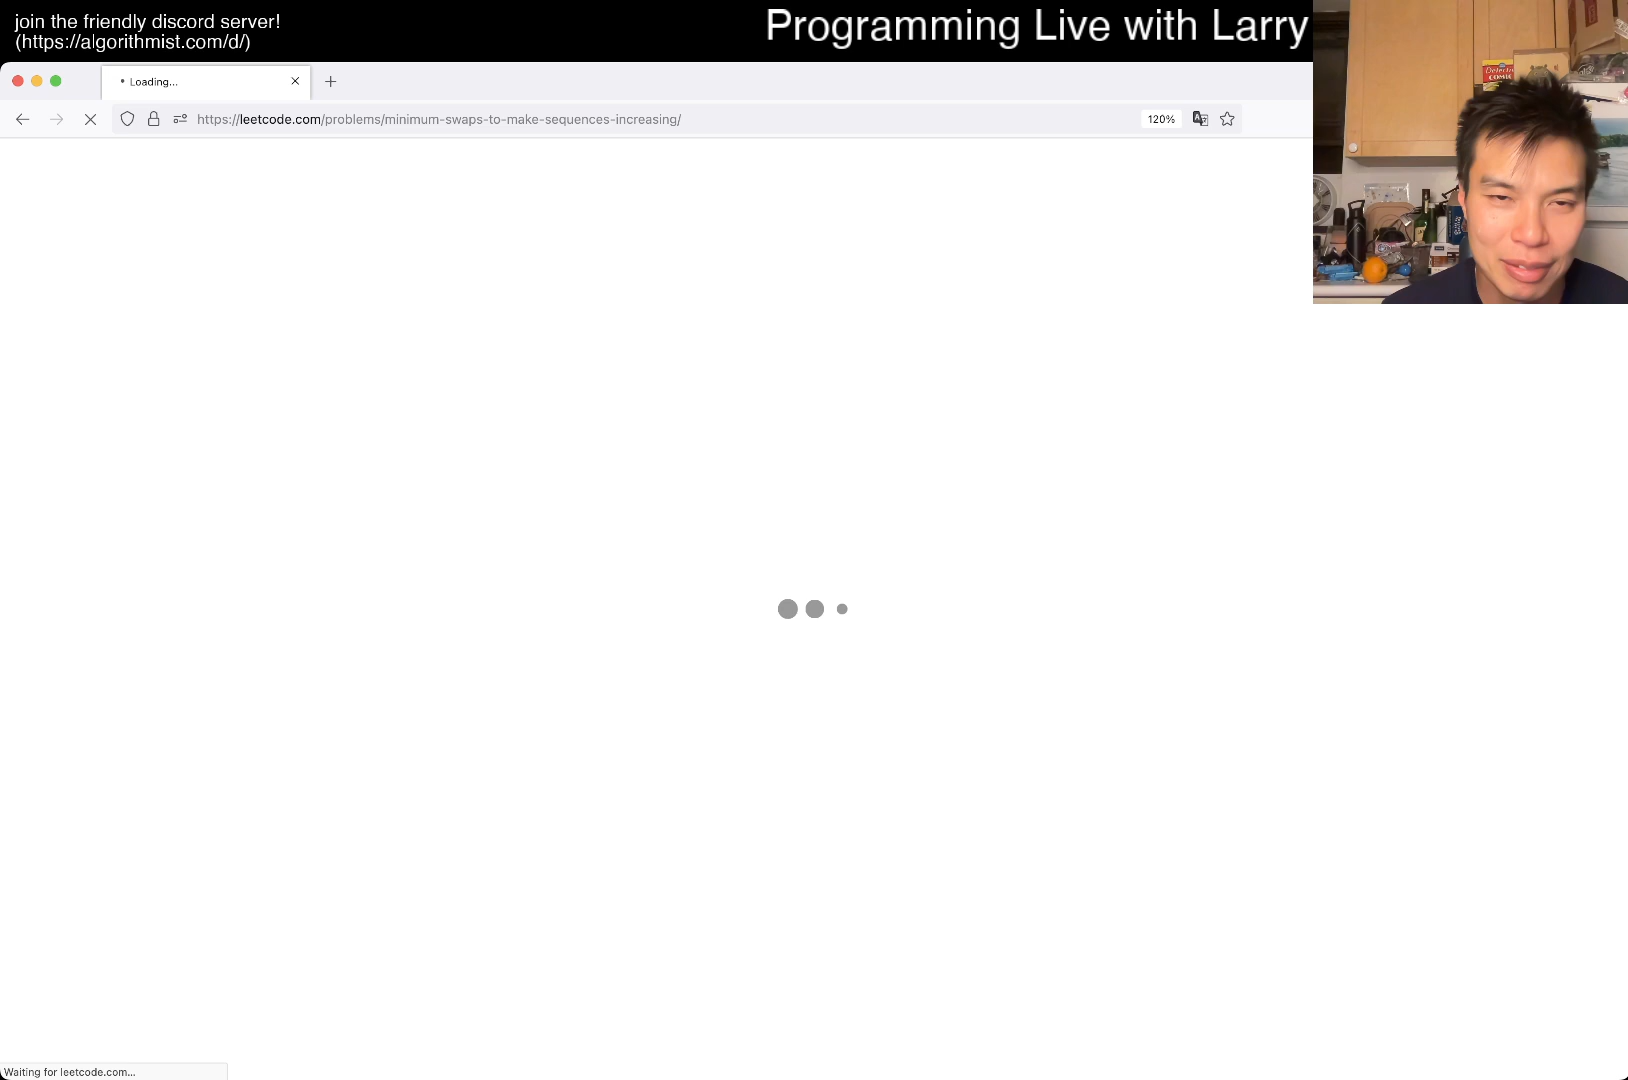 join the friendly discord server!
(https://algorithmist.com/d/)
Programming Live with Larry
Loading...
https://leetcode.com/problems/minimum-swaps-to-make-sequences-increasing/
120%
Waiting for leetcode.com...